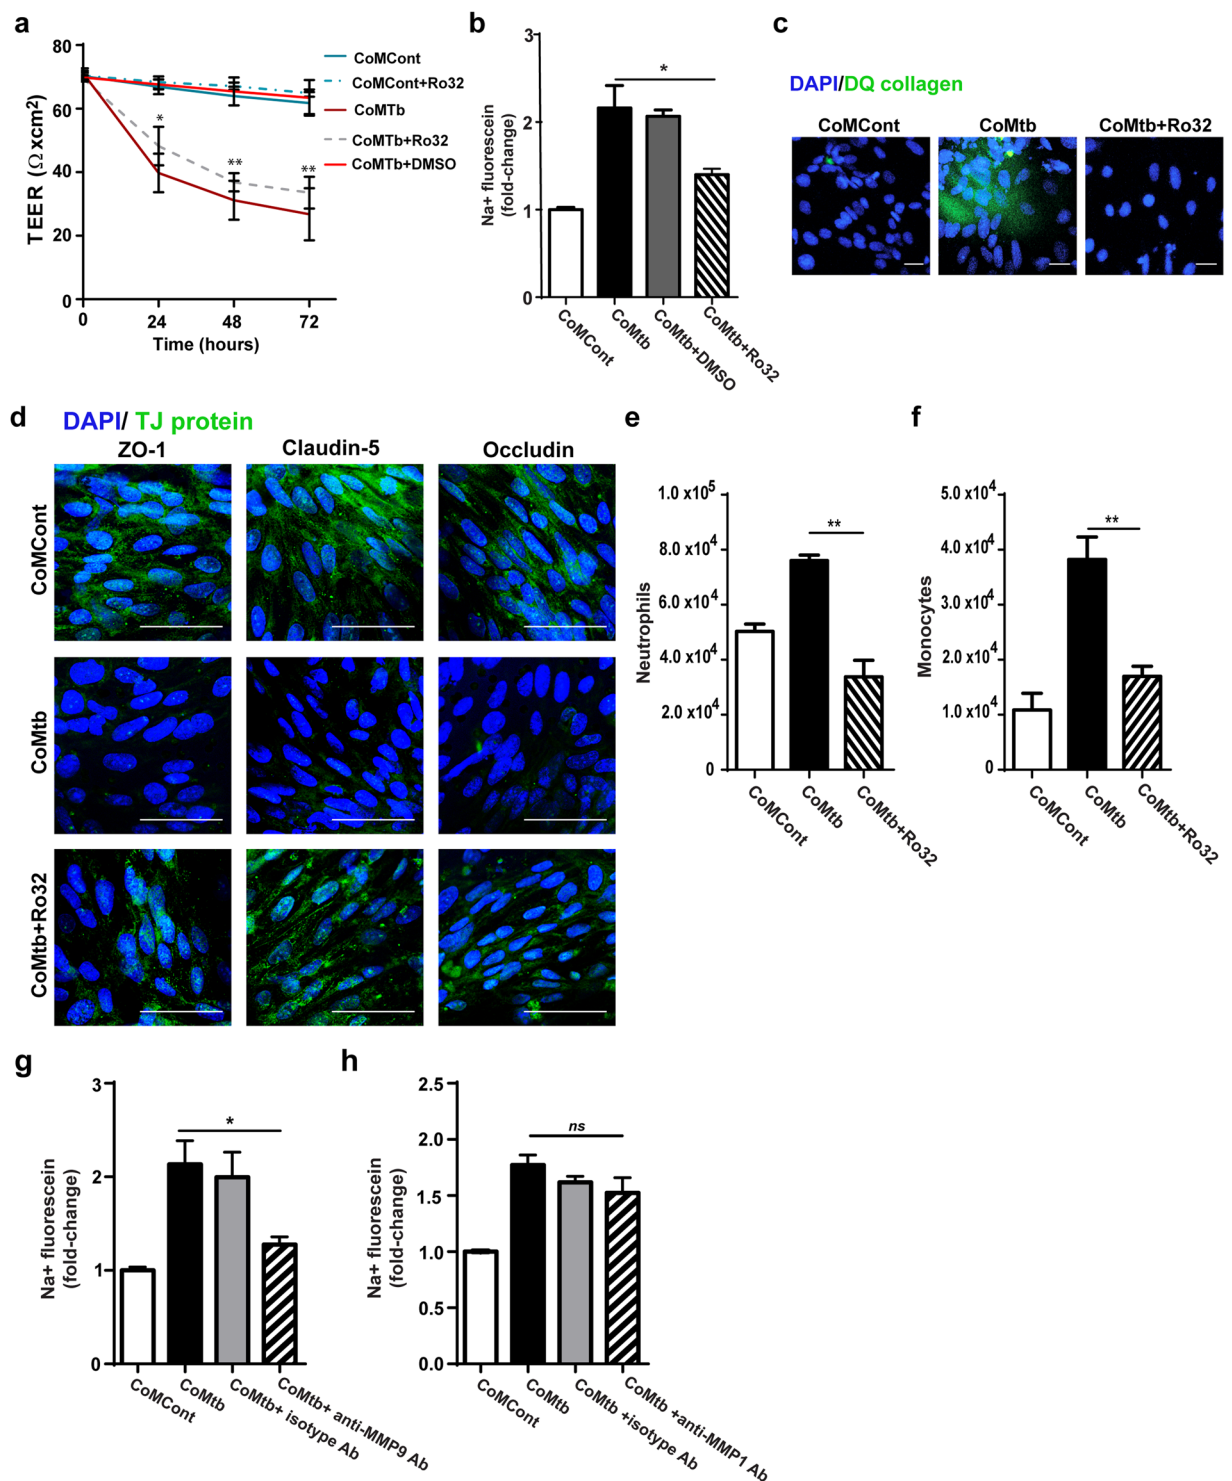 a
80
60
40
20
0
TEER (Ω xcm2)
0 24 48 72
Time (hours)
*
**
**
CoMCont
CoMCont+Ro32
CoMTb
CoMTb+Ro32
CoMTb+DMSO
b
3
2
1
0
Na+ fluorescein
(fold-change)
*
CoMCont
CoMtb
CoMtb+DMSO
CoMtb+Ro32
c
DAPI/DQ collagen
CoMCont CoMtb CoMtb+Ro32
d
DAPI/ TJ protein
ZO-1 Claudin-5 Occludin
CoMCont
CoMtb
CoMtb+Ro32
e
1.0 x10⁵
8.0 x10⁴
6.0 x10⁴
4.0 x10⁴
2.0 x10⁴
0
Neutrophils
**
CoMCont
CoMtb
CoMtb+Ro32
f
5.0 x10⁴
4.0 x10⁴
3.0 x10⁴
2.0 x10⁴
1.0 x10⁴
0
Monocytes
**
CoMCont
CoMtb
CoMtb+Ro32
g
3
2
1
0
Na+ fluorescein
(fold-change)
*
CoMCont
CoMtb
CoMtb+ isotype Ab
CoMtb+ anti-MMP9 Ab
h
2.5
2.0
1.5
1.0
0.5
0.0
Na+ fluorescein
(fold-change)
ns
CoMCont
CoMtb
CoMtb +isotype Ab
CoMtb +anti-MMP1 Ab